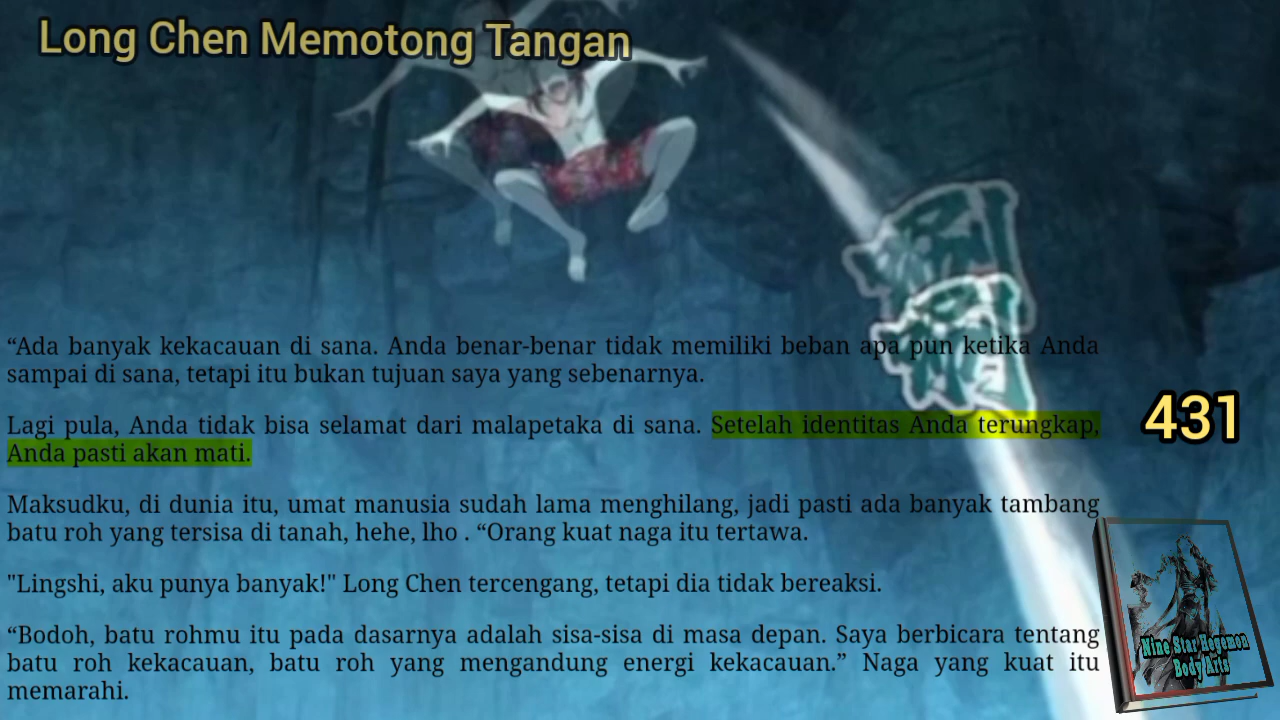 Long Chen Memotong Tangan
“Ada banyak kekacauan di sana. Anda benar-benar tidak memiliki beban apa pun ketika Anda
sampai di sana, tetapi itu bukan tujuan saya yang sebenarnya.
Lagi pula, Anda tidak bisa selamat dari malapetaka di sana. Setelah identitas Anda terungkap,
Anda pasti akan mati.
431
Maksudku, di dunia itu, umat manusia sudah lama menghilang, jadi pasti ada banyak tambang
batu roh yang tersisa di tanah, hehe, lho . “Orang kuat naga itu tertawa.
"Lingshi, aku punya banyak!" Long Chen tercengang, tetapi dia tidak bereaksi.
“Bodoh, batu rohmu itu pada dasarnya adalah sisa-sisa di masa depan. Saya berbicara tentang
batu roh kekacauan, batu roh yang mengandung energi kekacauan.” Naga yang kuat itu
memarahi.
Nine Star Hegemon
Body Arts